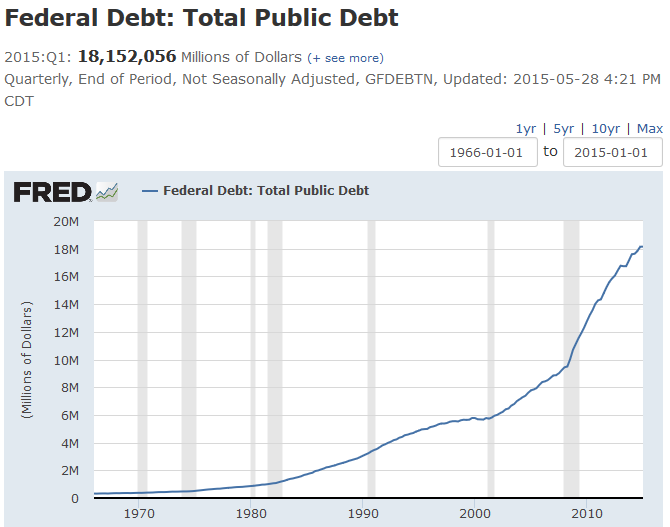 Federal Debt: Total Public Debt
2015:Q1: 18,152,056 Millions of Dollars (+ see more)
Quarterly, End of Period, Not Seasonally Adjusted, GFDEBTN, Updated: 2015-05-28 4:21 PM
CDT
1yr | 5yr | 10yr | Max
1966-01-01 to 2015-01-01
FRED
Federal Debt: Total Public Debt
20M
18M
16M
14M
12M
10M
8M
6M
4M
2M
0
(Millions of Dollars)
1970 1980 1990 2000 2010